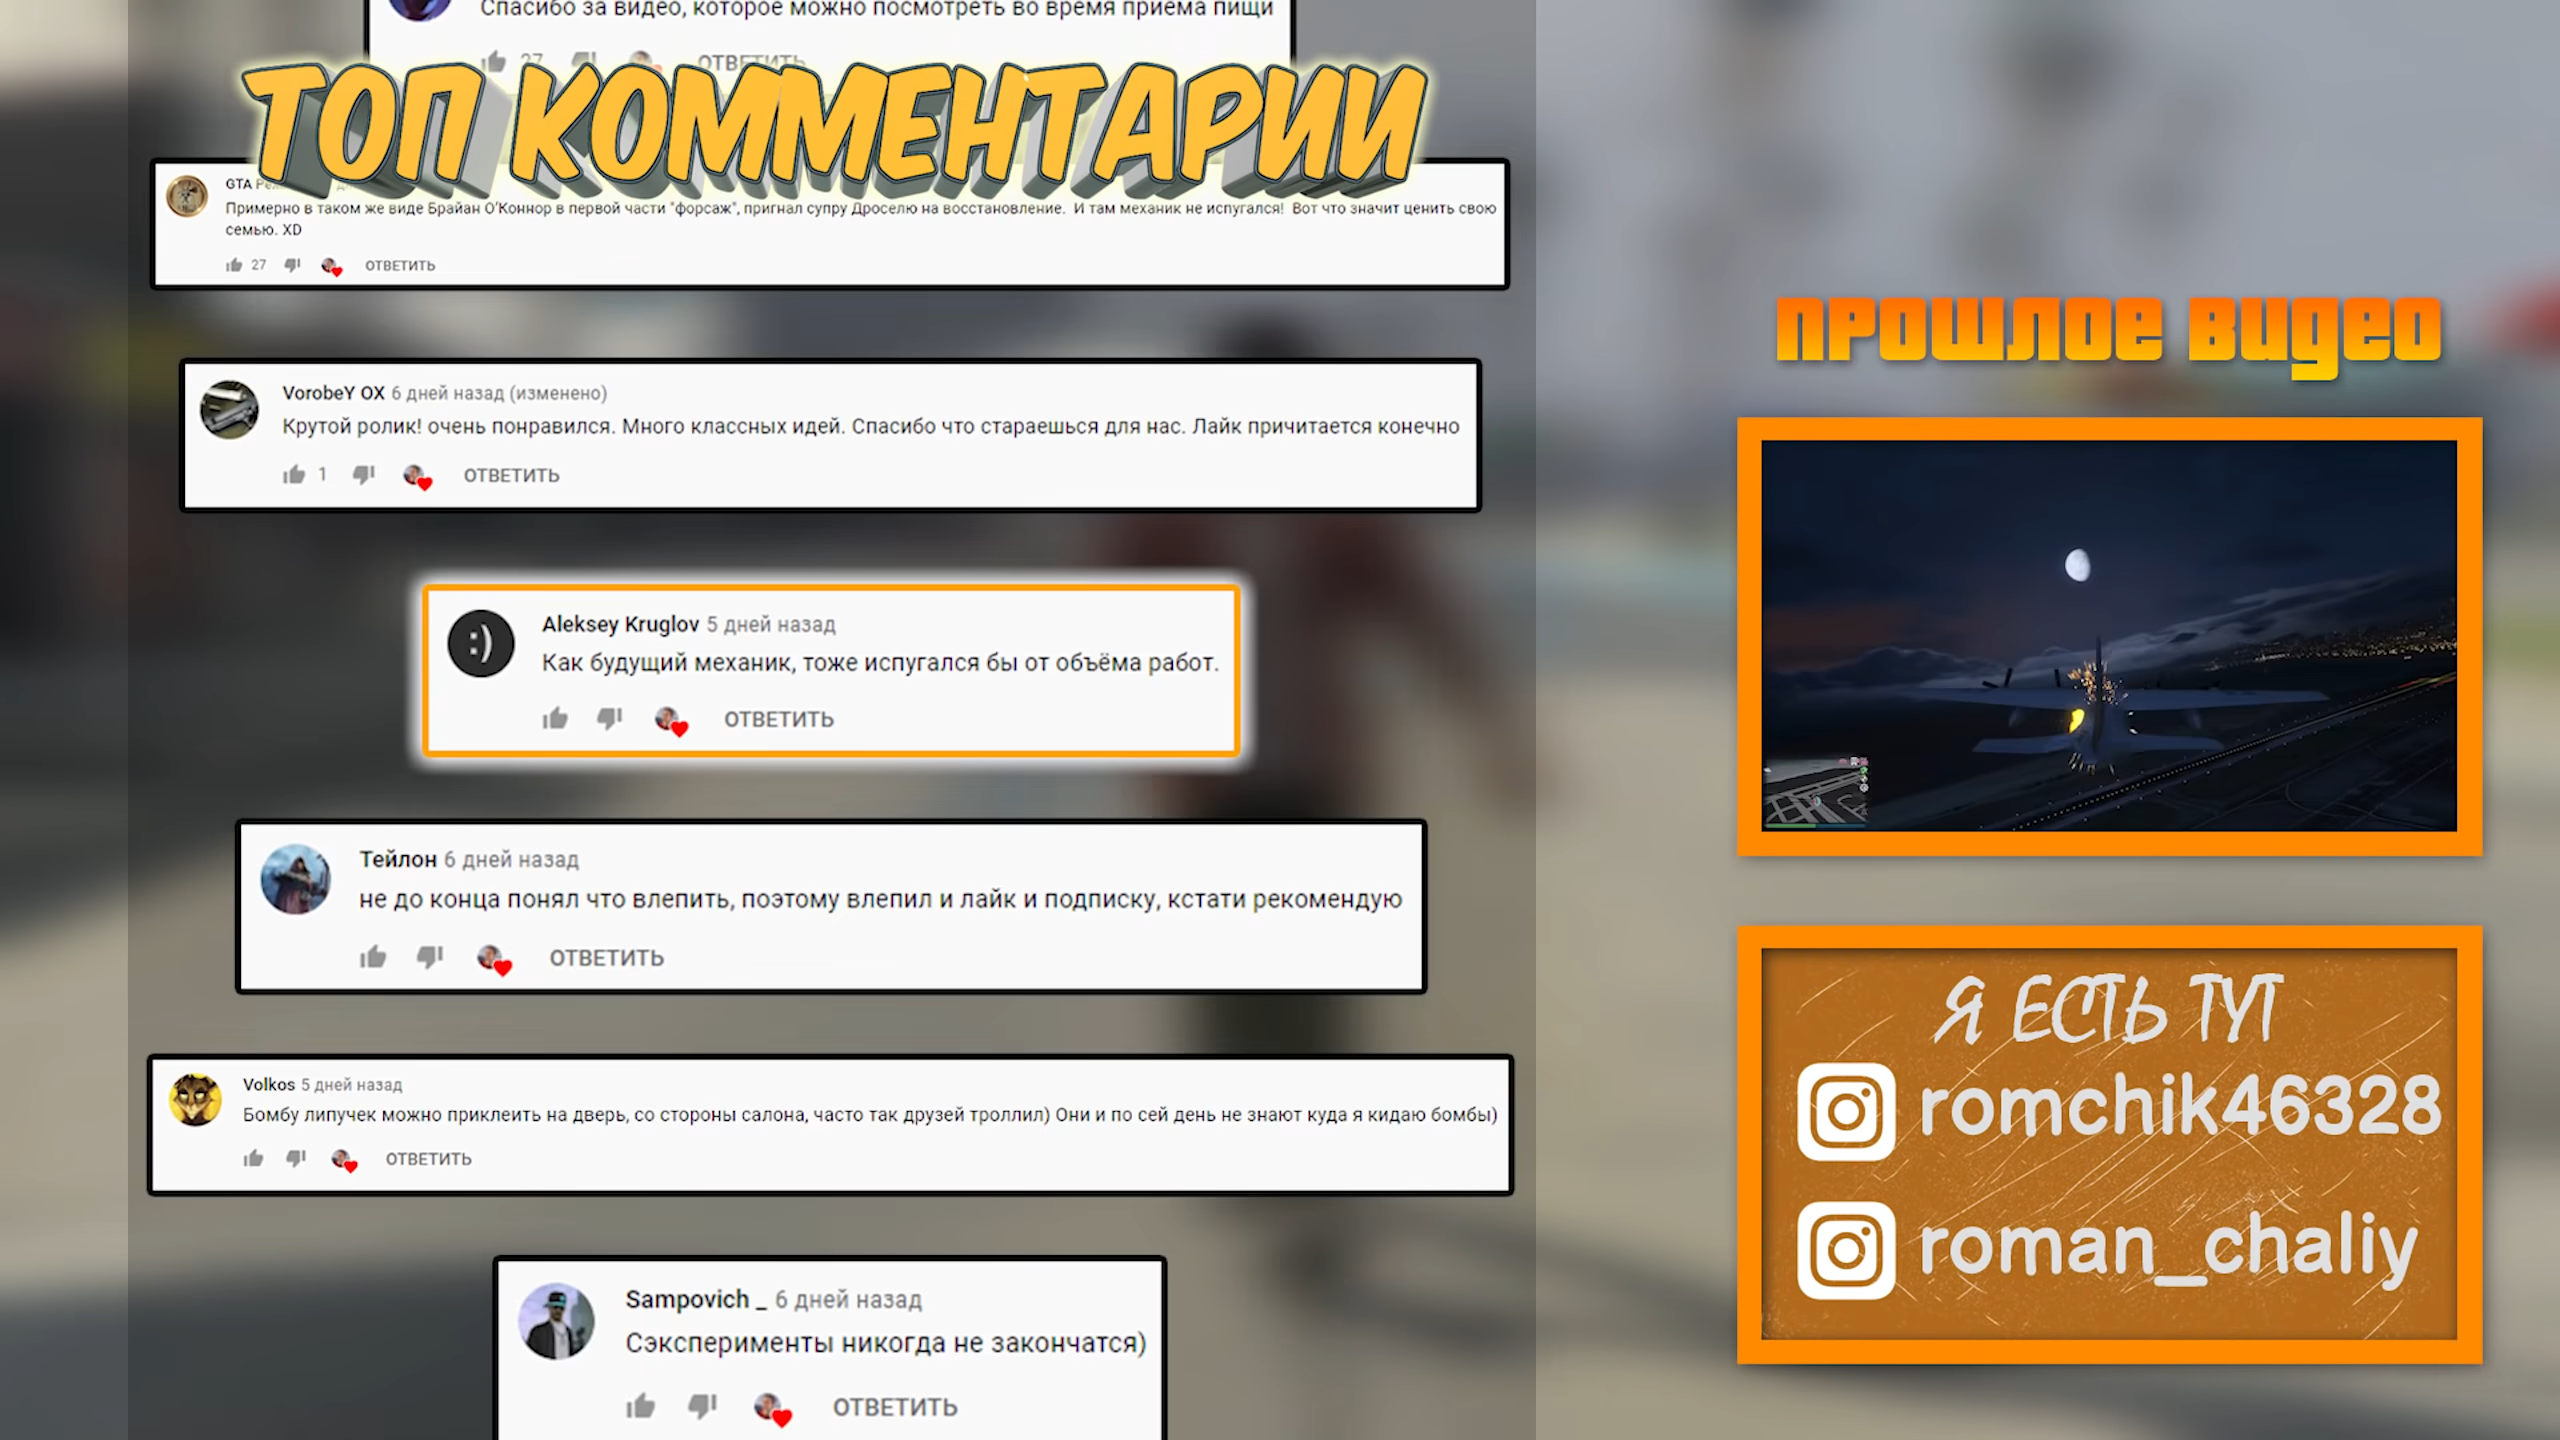 Спасибо за видео, которое можно посмотреть во время приёма пищи
27 ОТВЕТИТЬ
ТОП КОММЕНТАРИИ
GTA
Примерно в таком же виде Брайан О'Коннор в первой части "форсаж", пригнал супру Дроселю на восстановление. И там механик не испугался! Вот что значит ценить свою
семью. XD
27 ОТВЕТИТЬ
VorobeY OX 6 дней назад (изменено)
Крутой ролик! очень понравился. Много классных идей. Спасибо что стараешься для нас. Лайк причитается конечно
1 ОТВЕТИТЬ
:)
Aleksey Kruglov 5 дней назад
Как будущий механик, тоже испугался бы от объёма работ.
ОТВЕТИТЬ
Тейлон 6 дней назад
не до конца понял что влепить, поэтому влепил и лайк и подписку, кстати рекомендую
ОТВЕТИТЬ
Volkos 5 дней назад
Бомбу липучек можно приклеить на дверь, со стороны салона, часто так друзей троллил) Они и по сей день не знают куда я кидаю бомбы)
ОТВЕТИТЬ
Sampovich _ 6 дней назад
Сэксперименты никогда не закончатся)
ОТВЕТИТЬ
ПРОШЛОЕ ВИДЕО
Я ЕСТЬ ТУТ
romchik46328
roman_chaliy